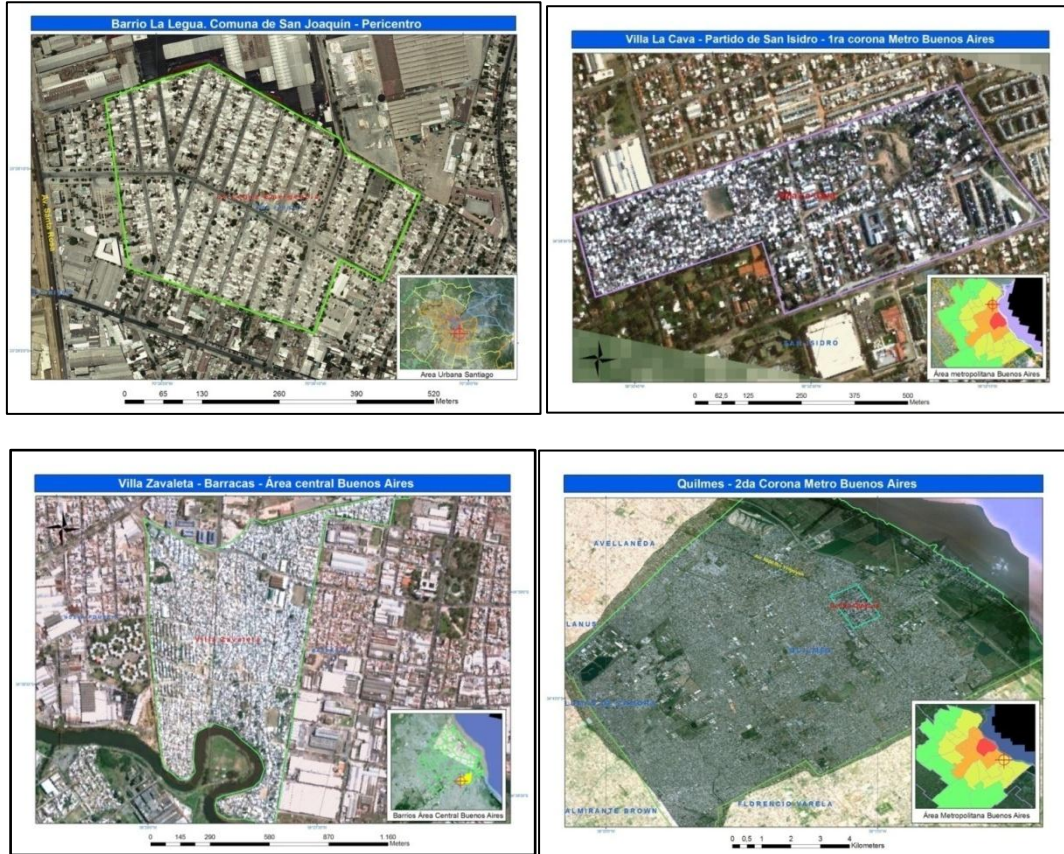 Barrio La Legua. Comuna de San Joaquín - Pericentro
Av. Santa Rosa
Area Urbana Santiago
0 65 130 260 390 520
Meters
Villa La Cava - Partido de San Isidro - 1ra corona Metro Buenos Aires
SAN ISIDRO
Área metropolitana Buenos Aires
0 62,5 125 250 375 500
Meters
Villa Zavaleta - Barracas - Área central Buenos Aires
Villa Zavaleta
Barrios Área Central Buenos Aires
0 145 290 580 870 1.160
Meters
Quilmes - 2da Corona Metro Buenos Aires
AVELLANEDA
LANUS
QUILMES
ALMIRANTE BROWN
FLORENCIO VARELA
Área Metropolitana Buenos Aires
0 0,5 1 2 3 4
Kilometers